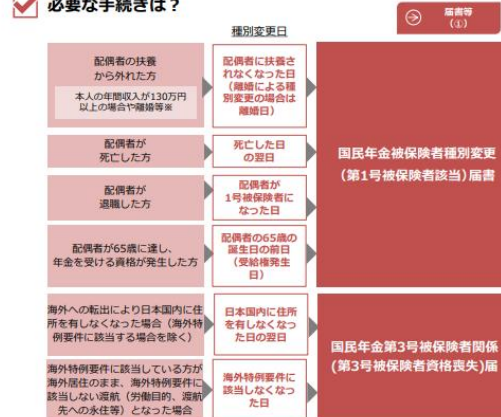 必要な手続きは？
届書等
（①）
種別変更日
配偶者の扶養
から外れた方
本人の年間収入が130万円
以上の場合や離婚等※
配偶者に扶養さ
れなくなった日
（離婚による種
別変更の場合は
離婚日）
配偶者が
死亡した方
死亡した日
の翌日
配偶者が
退職した方
配偶者が
1号被保険者に
なった日
配偶者が65歳に達し、
年金を受ける資格が発生した方
配偶者の65歳の
誕生日の前日
（受給権発生
日）
国民年金被保険者種別変更
（第1号被保険者該当）届書
海外への転出により日本国内に住
所を有しなくなった場合（海外特
例要件に該当する場合を除く）
日本国内に住所
を有しなくなっ
た日の翌日
海外特例要件に該当している方が
海外居住のまま、海外特例要件に
該当しない渡航（労働目的、渡航
先への永住等）となった場合
海外特例要件に
該当しなくなっ
た日
国民年金第3号被保険者関係
(第3号被保険者資格喪失)届